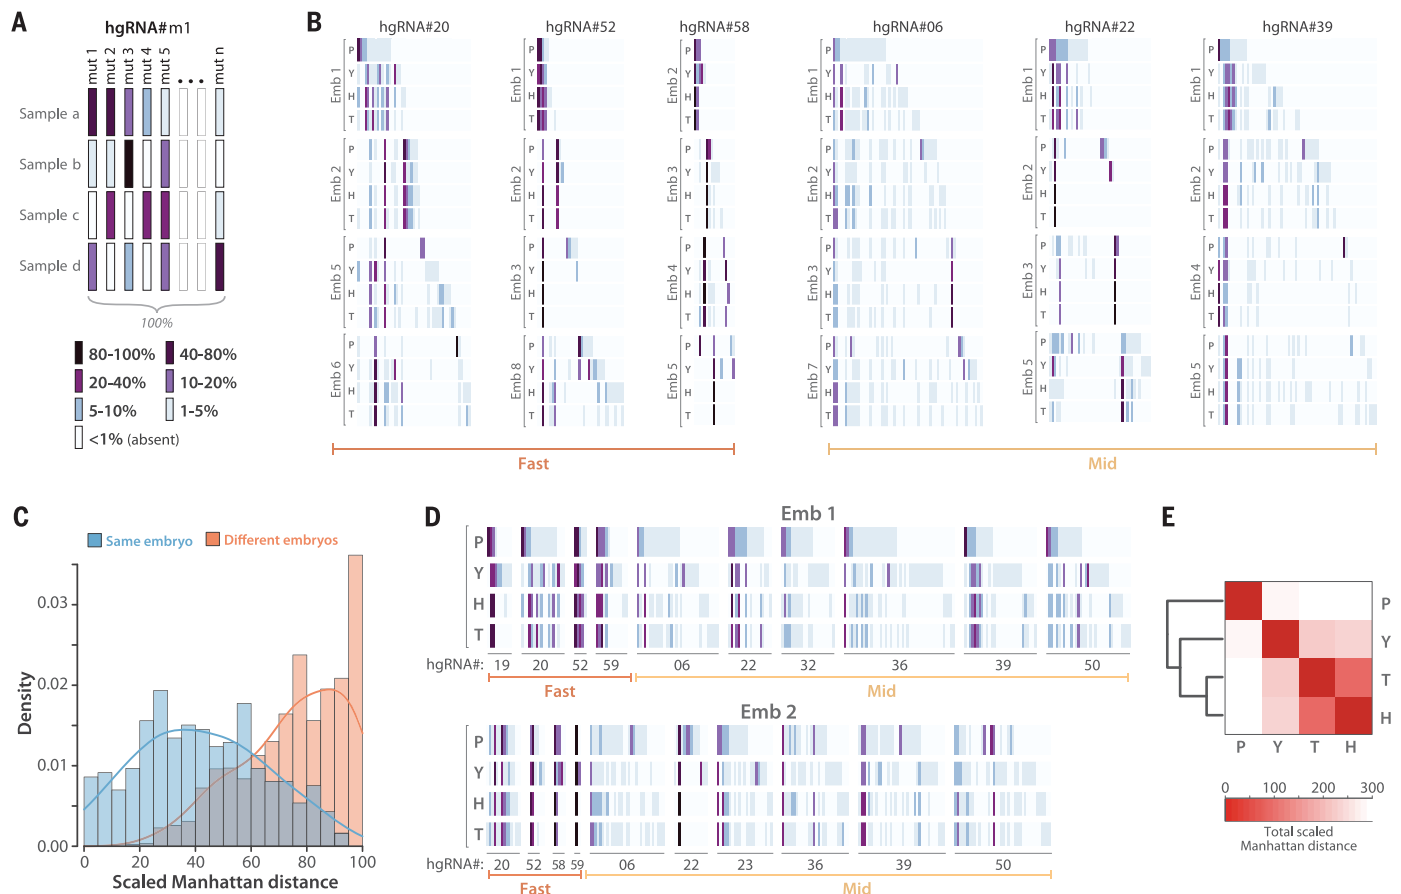 A
hgRNA#m1
mut 1
mut 2
mut 3
mut 4
mut 5
mut n
Sample a
Sample b
Sample c
Sample d
100%
80-100% 40-80%
20-40% 10-20%
5-10% 1-5%
<1% (absent)
B
hgRNA#20 hgRNA#52 hgRNA#58 hgRNA#06 hgRNA#22 hgRNA#39
Emb 1 P Y H T
Emb 2 P Y H T
Emb 5 P Y H T
Emb 6 P Y H T
Emb 1 P Y H T
Emb 2 P Y H T
Emb 3 P Y H T
Emb 8 P Y H T
Emb 2 P Y H T
Emb 3 P Y H T
Emb 4 P Y H T
Emb 5 P Y H T
Emb 1 P Y H T
Emb 2 P Y H T
Emb 3 P Y H T
Emb 7 P Y H T
Emb 1 P Y H T
Emb 2 P Y H T
Emb 3 P Y H T
Emb 5 P Y H T
Emb 1 P Y H T
Emb 2 P Y H T
Emb 4 P Y H T
Emb 5 P Y H T
Fast Mid
C
Same embryo Different embryos
Density
0.03
0.02
0.01
0.00
0 20 40 60 80 100
Scaled Manhattan distance
D
Emb 1
P
Y
H
T
hgRNA#: 19 20 52 59 06 22 32 36 39 50
Fast Mid
Emb 2
P
Y
H
T
hgRNA#: 20 52 58 59 06 22 23 36 39 50
Fast Mid
E
P
Y
T
H
P Y T H
0 100 200 300
Total scaled
Manhattan distance